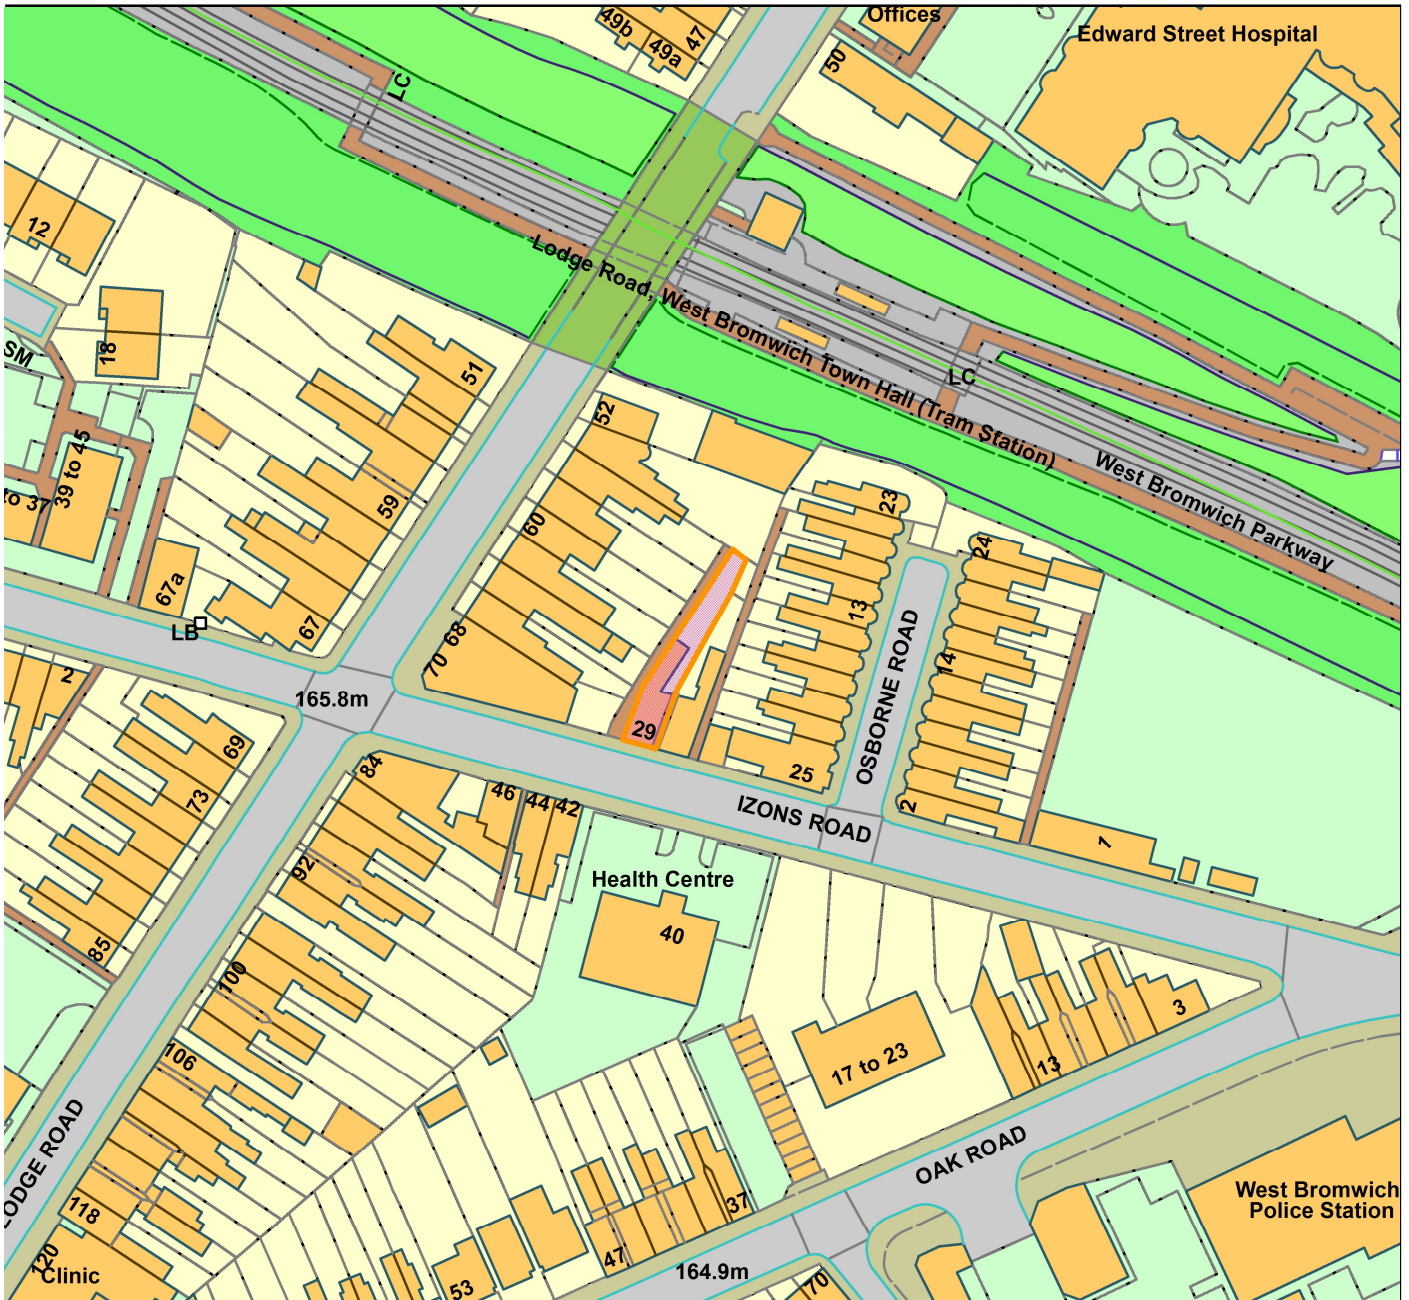 Offices
Edward Street Hospital
49b
49a
47
50
LC
12
18
SM
Lodge Road, West Bromwich Town Hall (Tram Station)
LC
West Bromwich Parkway
51
52
39 to 45
to 37
59
60
23
24
67a
LB
67
68
70
13
14
OSBORNE ROAD
2
165.8m
29
25
69
73
84
46
44
42
IZONS ROAD
2
1
92
Health Centre
40
85
100
3
106
17 to 23
13
LODGE ROAD
OAK ROAD
118
37
West Bromwich
Police Station
120
Clinic
47
53
164.9m
70